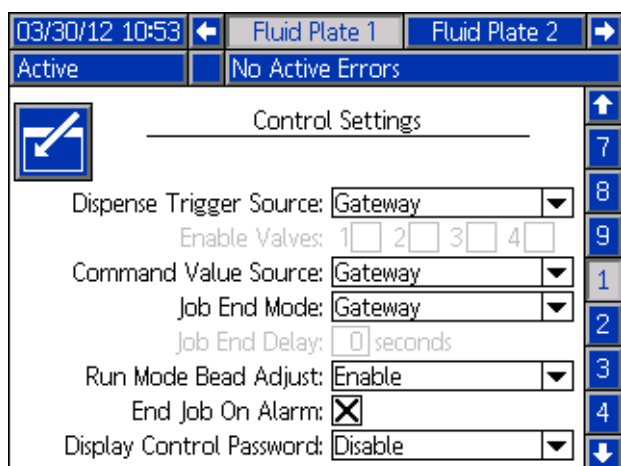 03/30/12 10:53 Fluid Plate 1 Fluid Plate 2
Active No Active Errors
Control Settings
7
Dispense Trigger Source: Gateway
8
Enable Valves: 1 2 3 4
9
Command Value Source: Gateway
1
Job End Mode: Gateway
2
Job End Delay: 0 seconds
3
Run Mode Bead Adjust: Enable
End Job On Alarm:
4
Display Control Password: Disable